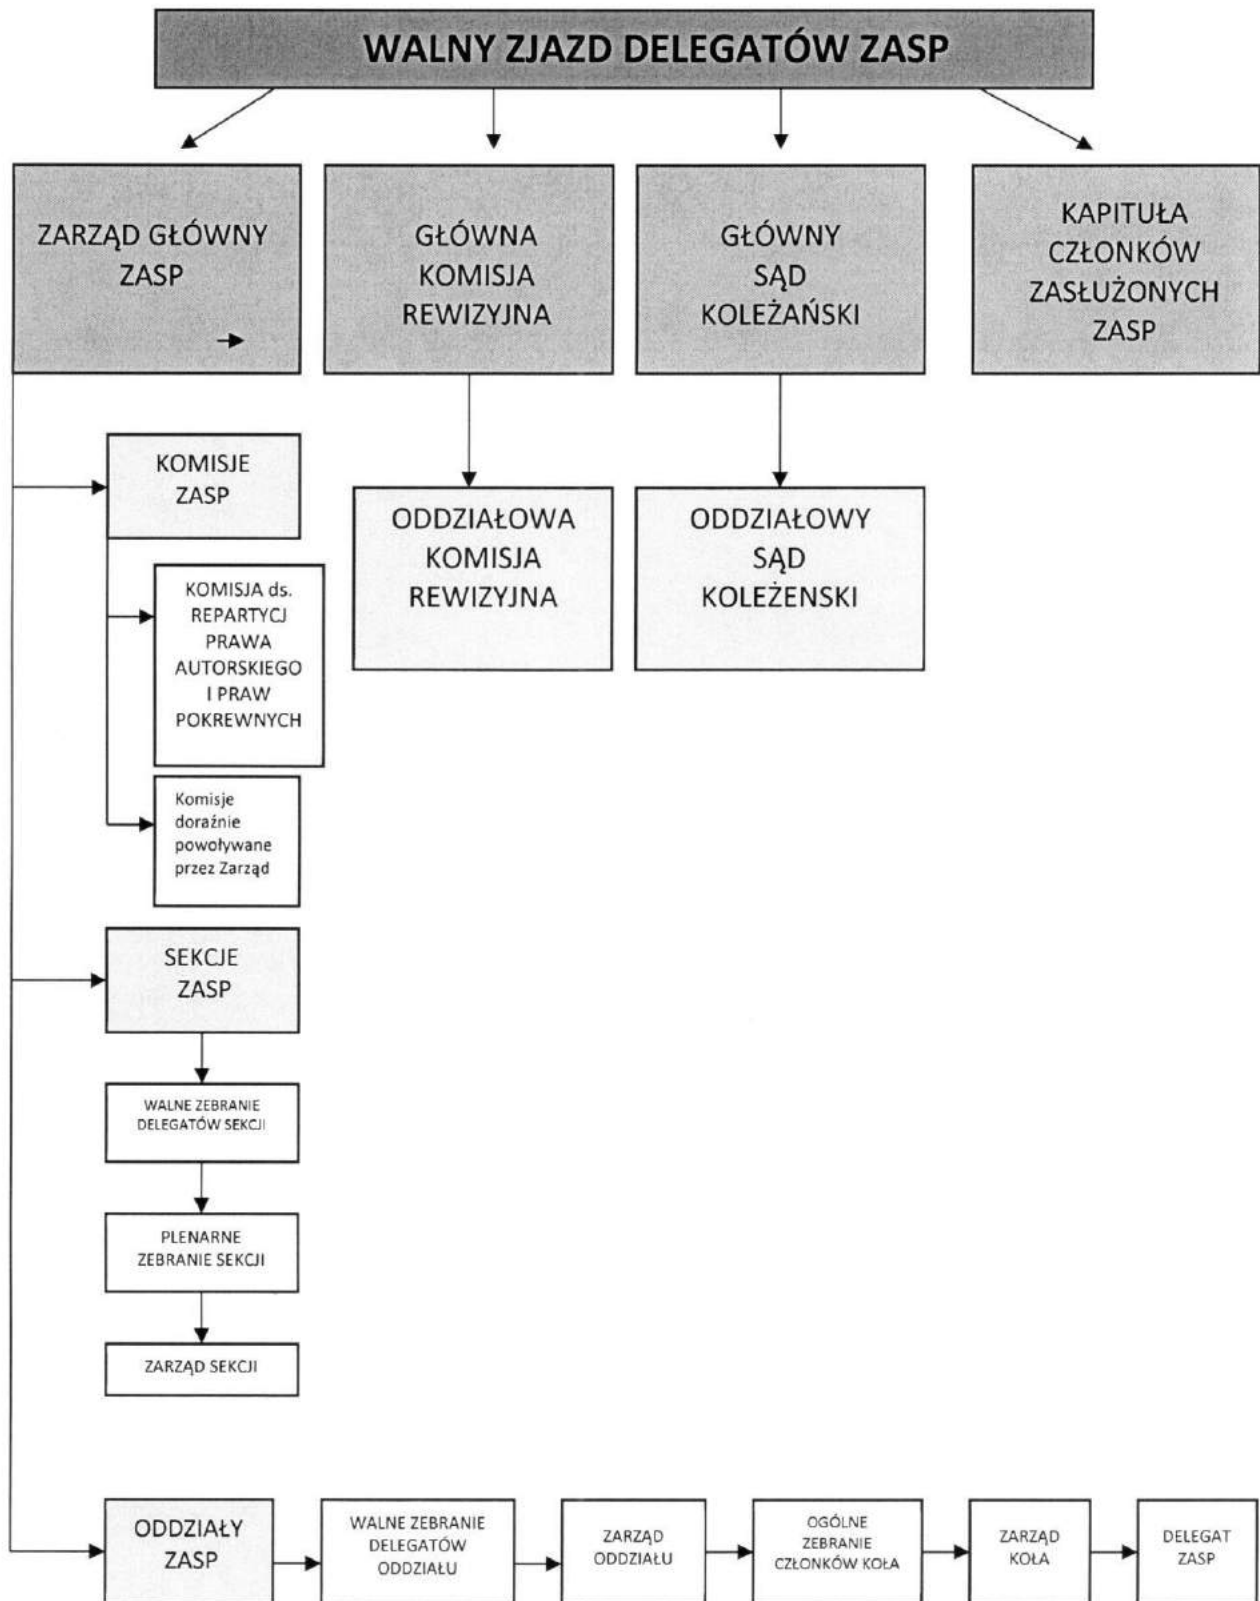 WALNY ZJAZD DELEGATÓW ZASP
ZARZĄD GŁÓWNY
ZASP
GŁÓWNA
KOMISJA
REWIZYJNA
GŁÓWNY
SĄD
KOLEŻAŃSKI
KAPITUŁA
CZŁONKÓW
ZASŁUŻONYCH
ZASP
KOMISJE
ZASP
ODDZIAŁOWA
KOMISJA
REWIZYJNA
ODDZIAŁOWY
SĄD
KOLEŻENSKI
KOMISJA ds.
REPARTYCJ
PRAWA
AUTORSKIEGO
I PRAW
POKREWNYCH
Komisje
doraźnie
powoływane
przez Zarząd
SEKCJE
ZASP
WALNE ZEBRANIE
DELEGATÓW SEKCJI
PLENARNE
ZEBRANIE SEKCJI
ZARZĄD SEKCJI
ODDZIAŁY
ZASP
WALNE ZEBRANIE
DELEGATÓW
ODDZIAŁU
ZARZĄD
ODDZIAŁU
OGÓLNE
ZEBRANIE
CZŁONKÓW KOŁA
ZARZĄD
KOŁA
DELEGAT
ZASP